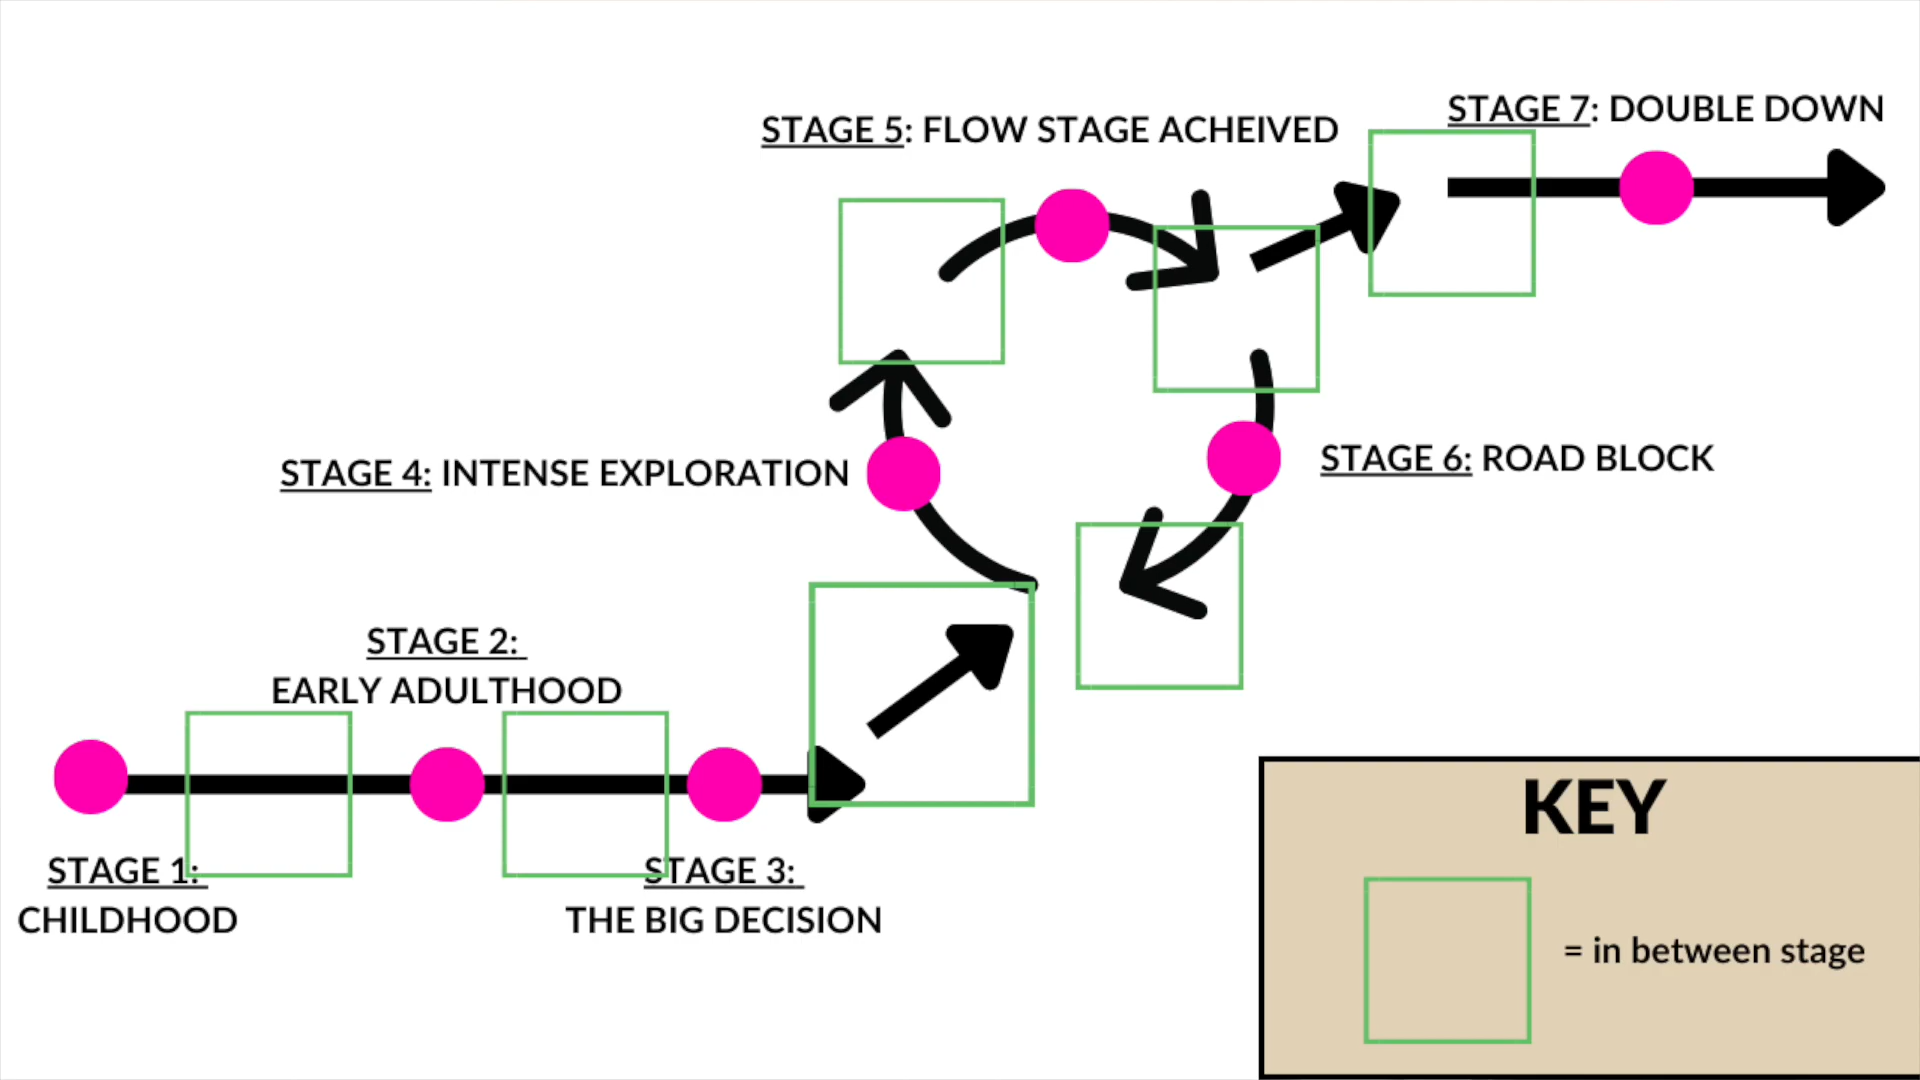 STAGE 5: FLOW STAGE ACHEIVED
STAGE 7: DOUBLE DOWN
STAGE 4: INTENSE EXPLORATION
STAGE 6: ROAD BLOCK
STAGE 2:
EARLY ADULTHOOD
STAGE 1:
CHILDHOOD
STAGE 3:
THE BIG DECISION
KEY
= in between stage